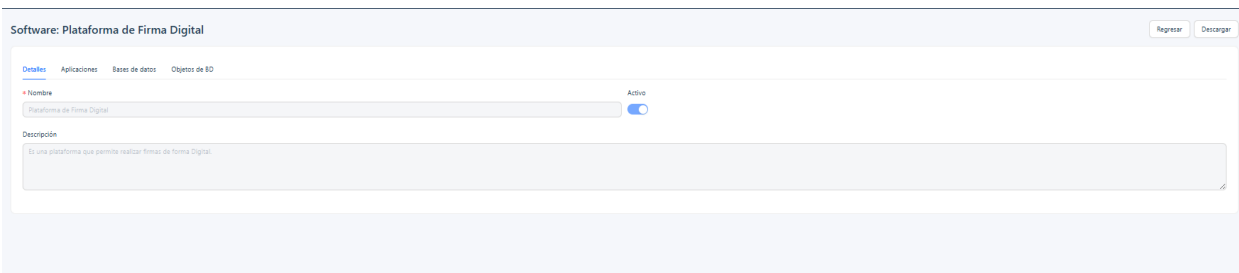 Software: Plataforma de Firma Digital
Regresar
Descargar
Detalles Aplicaciones Bases de datos Objetos de BD
* Nombre
Activo
Plataforma de Firma Digital
Descripción
Es una plataforma que permite realizar firmas de forma Digital